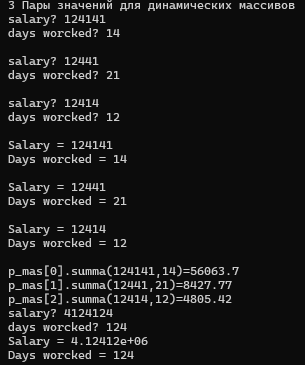 3 Пары значений для динамических массивов
salary? 124141
days worcked? 14
salary? 12441
days worcked? 21
salary? 12414
days worcked? 12
Salary = 124141
Days worcked = 14
Salary = 12441
Days worcked = 21
Salary = 12414
Days worcked = 12
p_mas[0].summa(124141,14)=56063.7
p_mas[1].summa(12441,21)=8427.77
p_mas[2].summa(12414,12)=4805.42
salary? 4124124
days worcked? 124
Salary = 4.12412e+06
Days worcked = 124